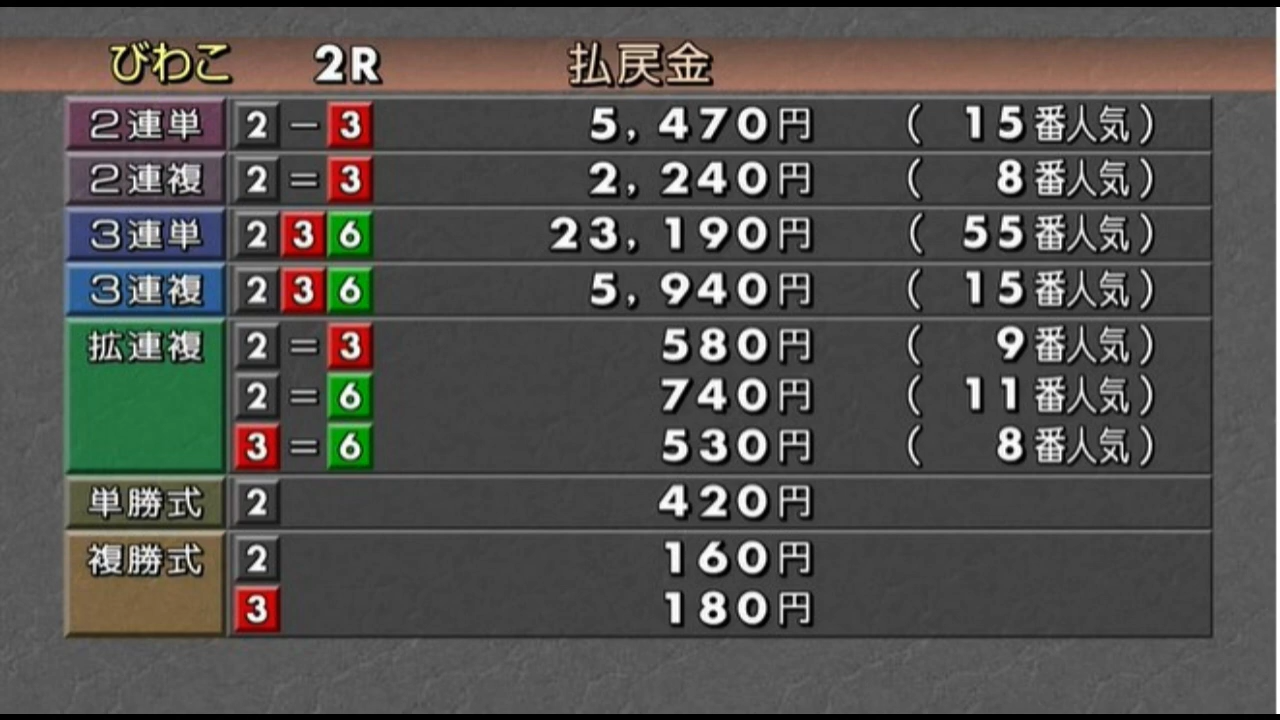 びわこ 2R 払戻金
2連単 2 － 3 5,470円 ( 15番人気)
2連複 2 ＝ 3 2,240円 ( 8番人気)
3連単 2 3 6 23,190円 ( 55番人気)
3連複 2 3 6 5,940円 ( 15番人気)
拡連複 2 ＝ 3 580円 ( 9番人気)
2 ＝ 6 740円 ( 11番人気)
3 ＝ 6 530円 ( 8番人気)
単勝式 2 420円
複勝式 2 160円
3 180円